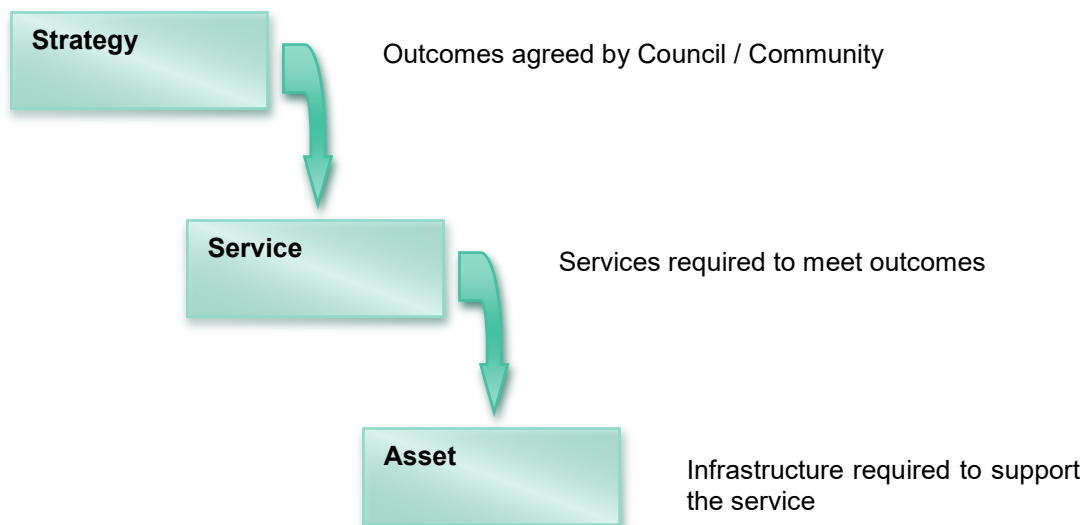 Strategy
Outcomes agreed by Council / Community
Service
Services required to meet outcomes
Asset
Infrastructure required to support
the service